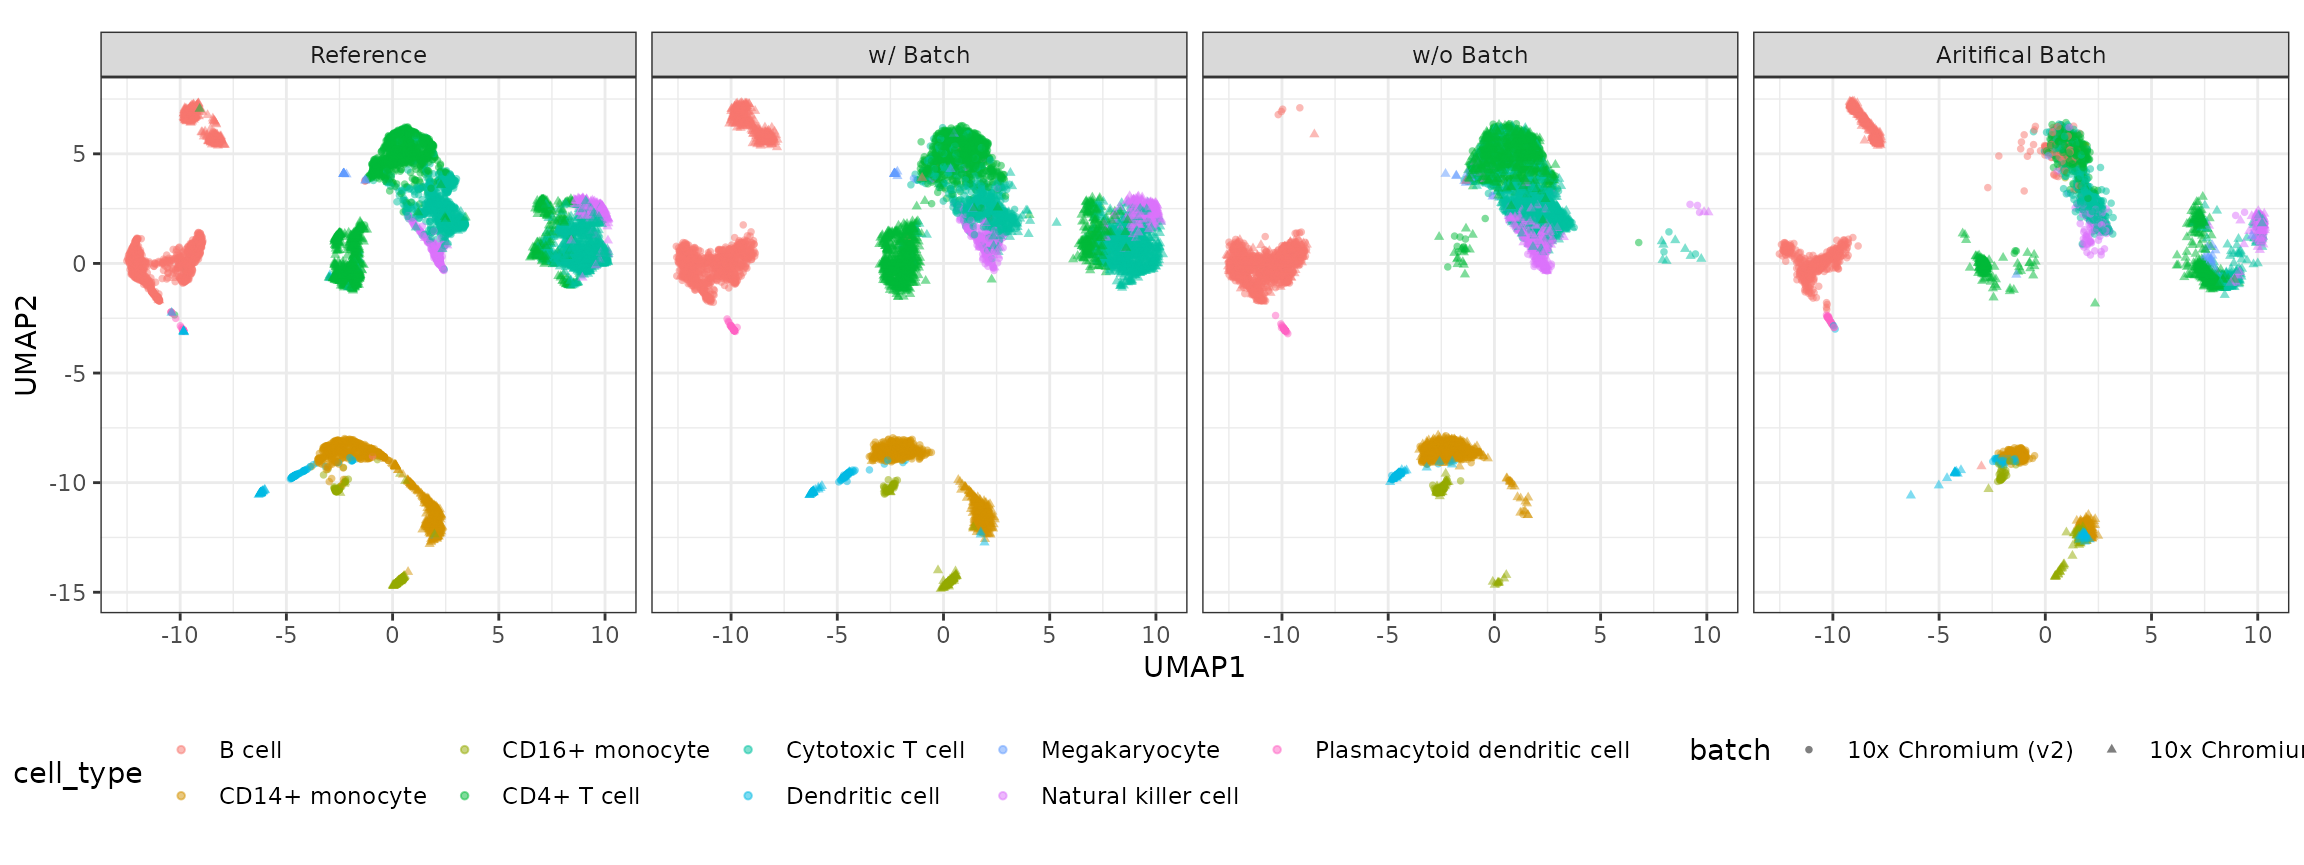 Reference w/ Batch w/o Batch Aritifical Batch
UMAP2
5
0
-5
-10
-15
-10 -5 0 5 10 -10 -5 0 5 10 -10 -5 0 5 10 -10 -5 0 5 10
UMAP1
cell_type
B cell CD16+ monocyte Cytotoxic T cell Megakaryocyte Plasmacytoid dendritic cell
CD14+ monocyte CD4+ T cell Dendritic cell Natural killer cell
batch 10x Chromium (v2) 10x